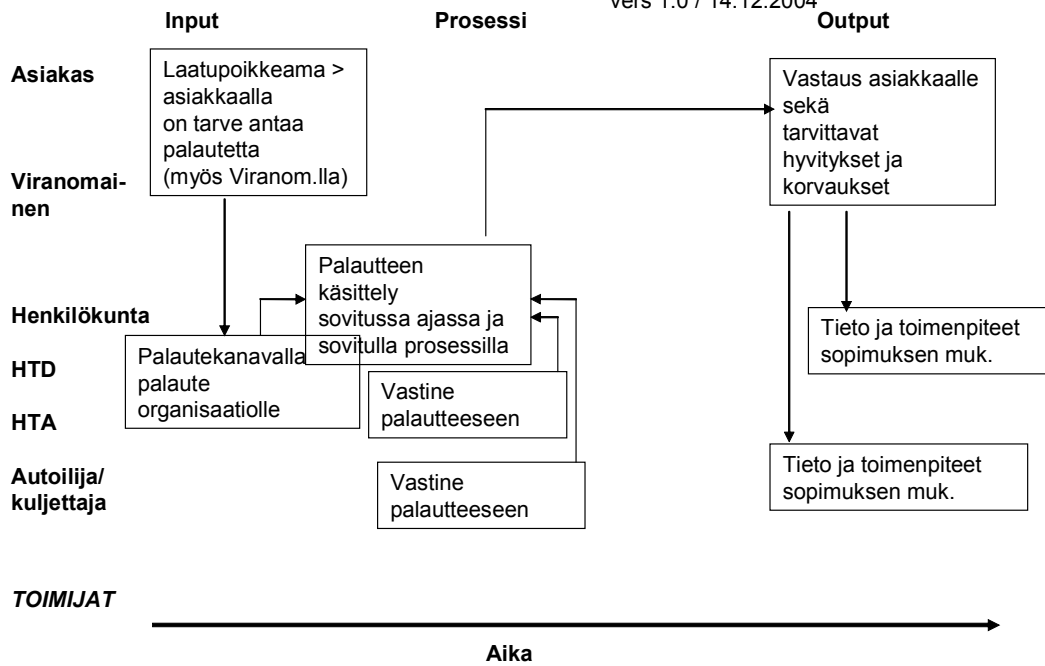 vers 1.0 / 14.12.2004
Input
Prosessi
Output
Asiakas
Laatupoikkeama >
asiakkaalla
on tarve antaa
palautetta
(myös Viranom.lla)
Vastaus asiakkaalle
sekä
tarvittavat
hyvitykset ja
korvaukset
Viranomai-
nen
Palautteen
käsittely
sovitussa ajassa ja
sovitulla prosessilla
Henkilökunta
Tieto ja toimenpiteet
sopimuksen muk.
HTD
Palautekanavalla
palaute
organisaatiolle
HTA
Vastine
palautteeseen
Autoilija/
kuljettaja
Vastine
palautteeseen
Tieto ja toimenpiteet
sopimuksen muk.
TOIMIJAT
Aika